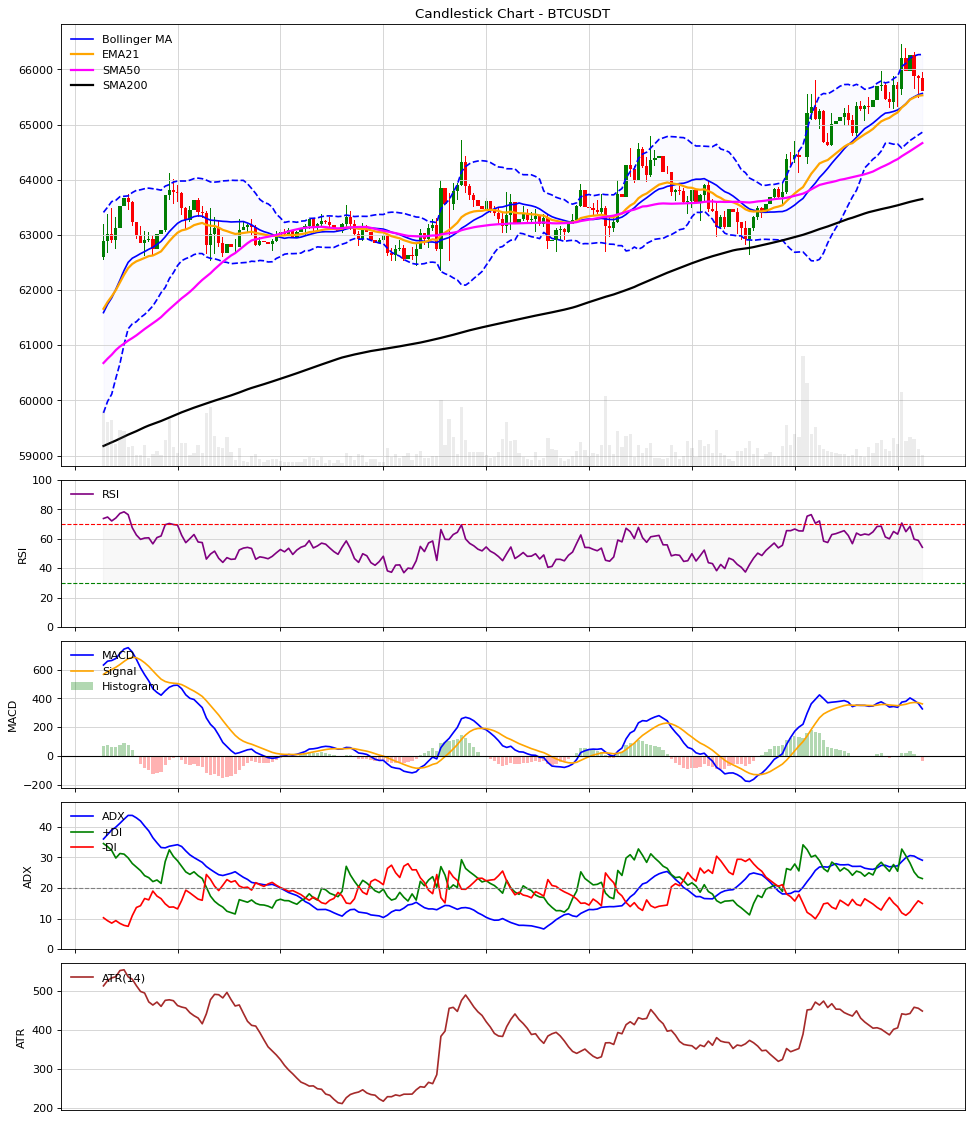 Candlestick Chart - BTCUSDT
Bollinger MA
EMA21
SMA50
SMA200
66000
65000
64000
63000
62000
61000
60000
59000
RSI
RSI
100
80
60
40
20
0
MACD
Signal
Histogram
MACD
600
400
200
0
−200
ADX
+DI
-DI
ADX
40
30
20
10
0
ATR(14)
ATR
500
400
300
200